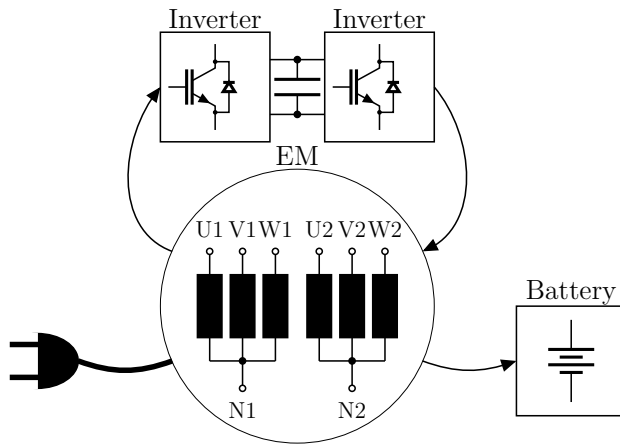 Inverter Inverter
EM
U1 V1 W1 U2 V2 W2
Battery
N1 N2